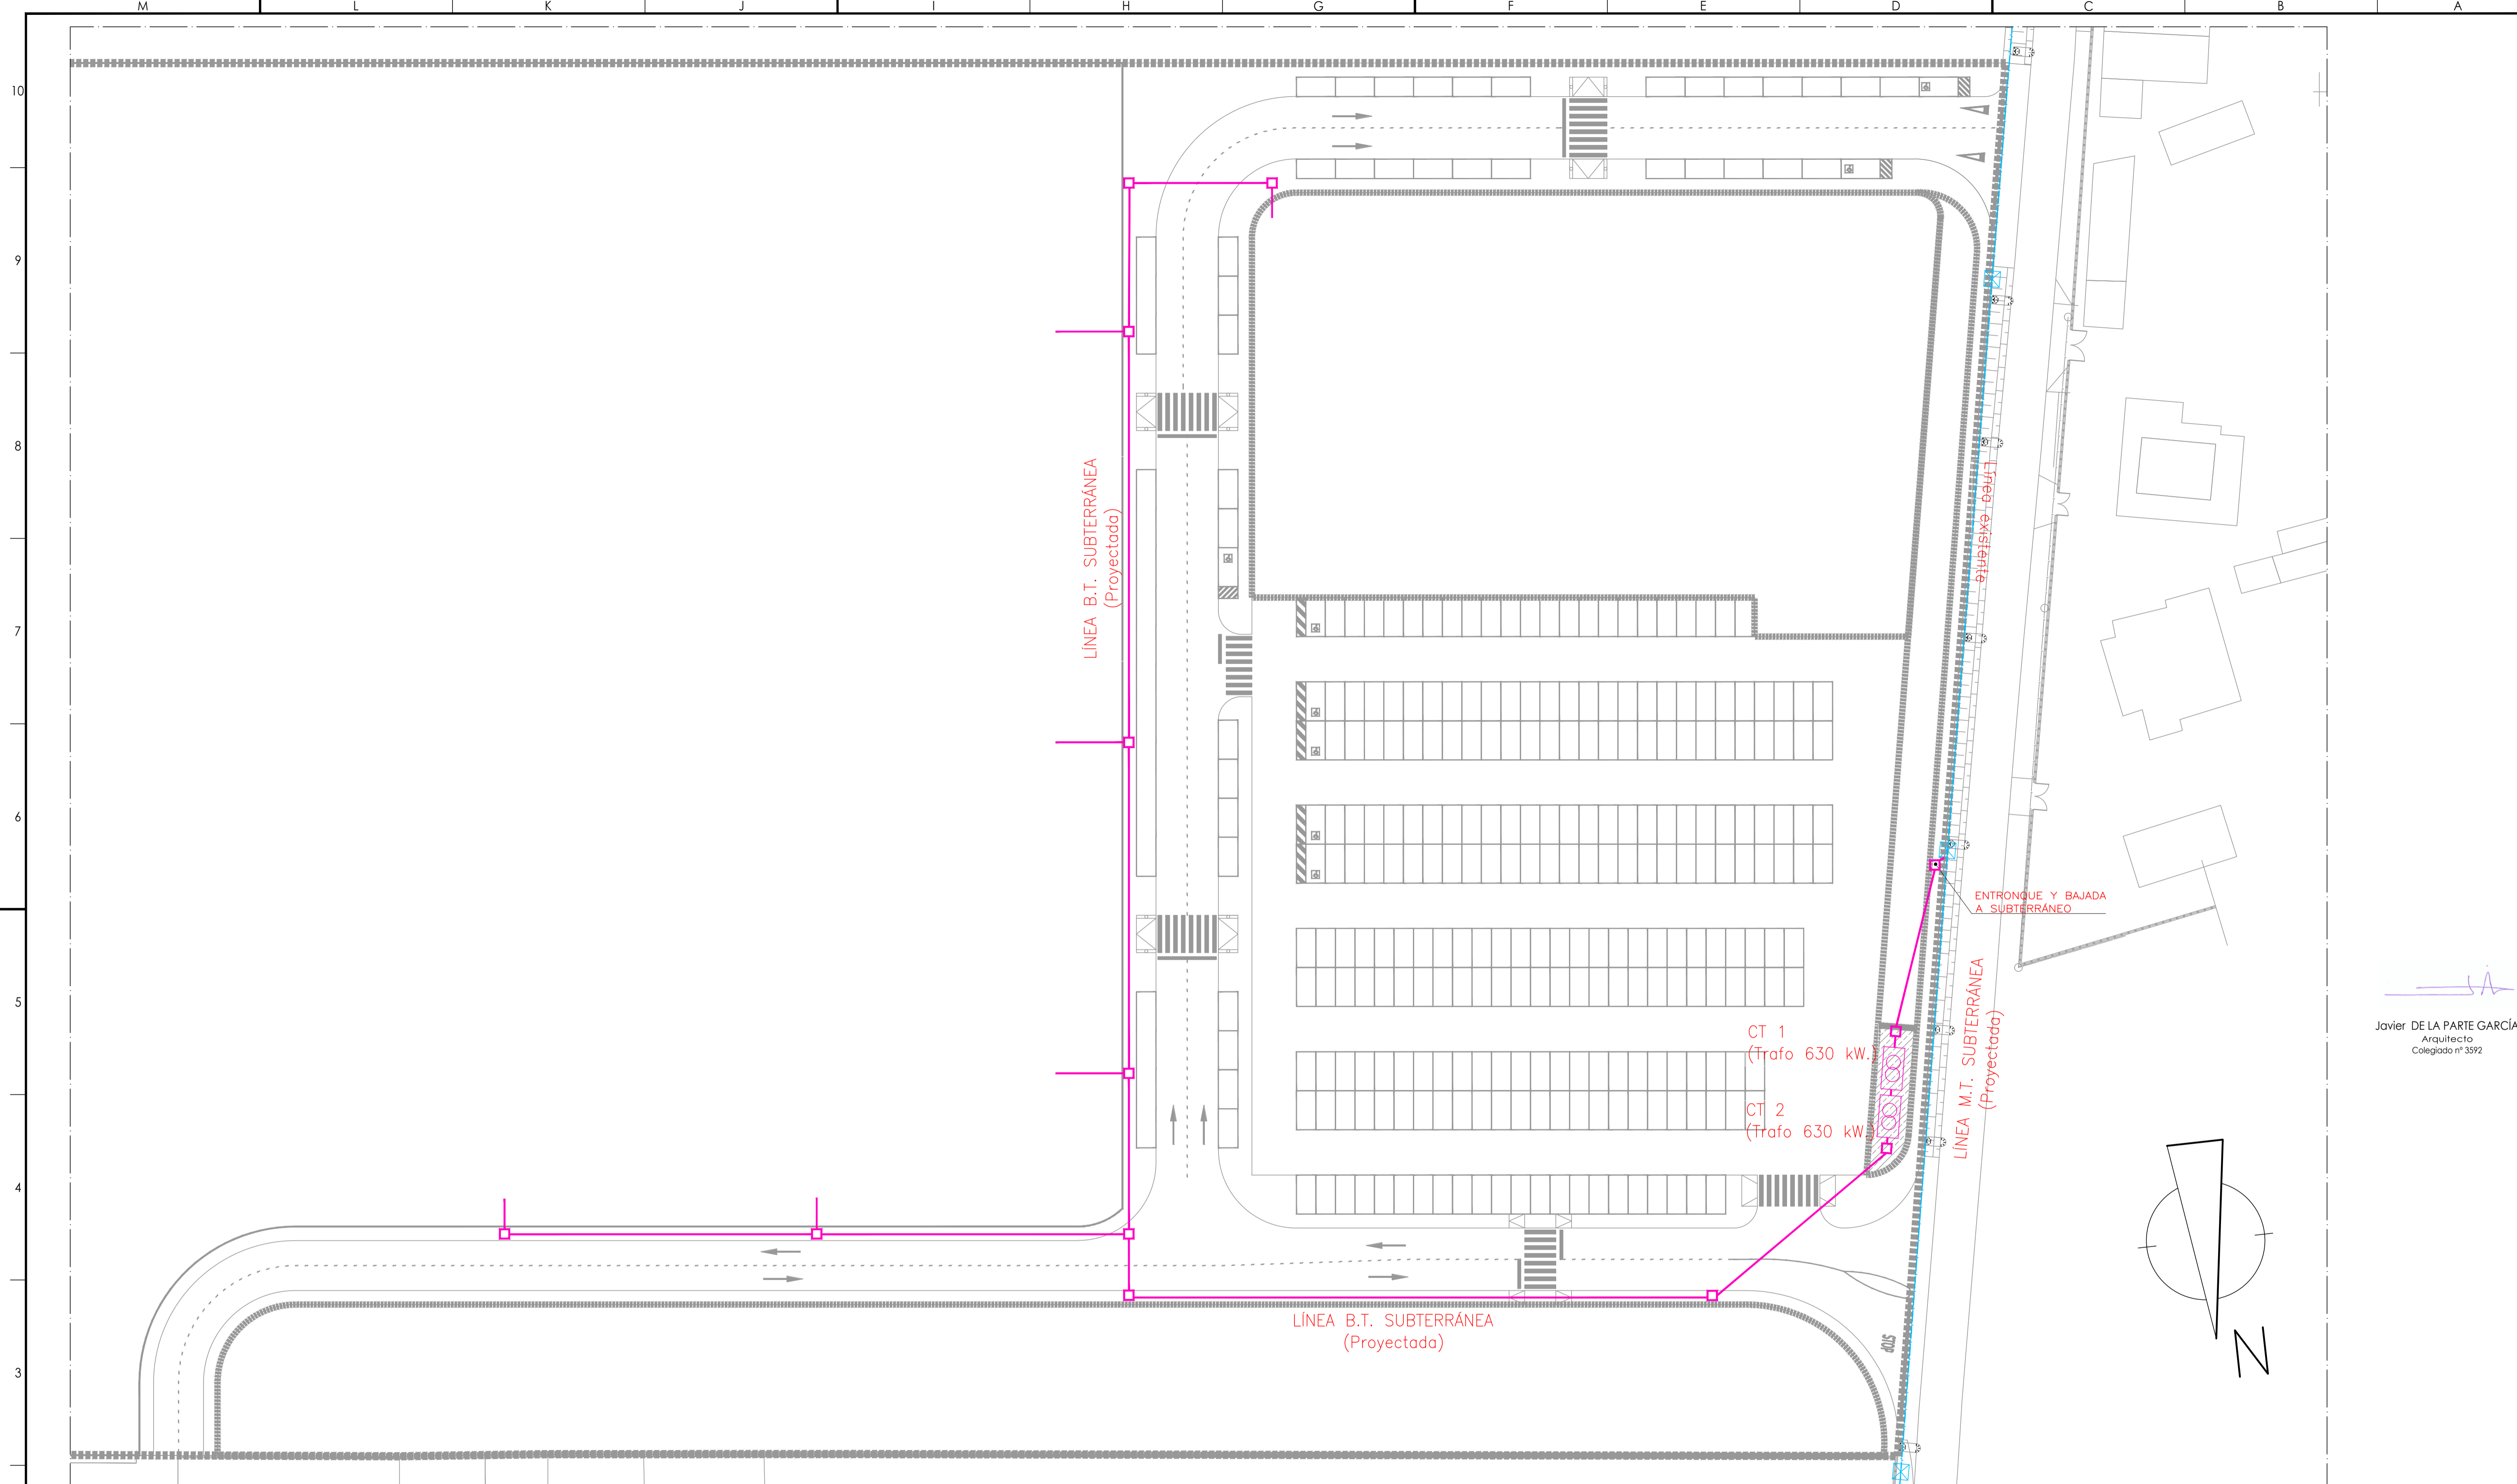 M L K J I H G F E D C B A
10
9
8
7
6
5
4
3
LÍNEA B.T. SUBTERRÁNEA
(Proyectada)
Línea existente
ENTRONQUE Y BAJADA
A SUBTERRÁNEO
LÍNEA M.T. SUBTERRÁNEA
(Proyectada)
CT 1
(Trafo 630 kW.)
CT 2
(Trafo 630 kW.)
Javier DE LA PARTE GARCÍA
Arquitecto
Colegiado nº 3592
LÍNEA B.T. SUBTERRÁNEA
(Proyectada)
STOP
N